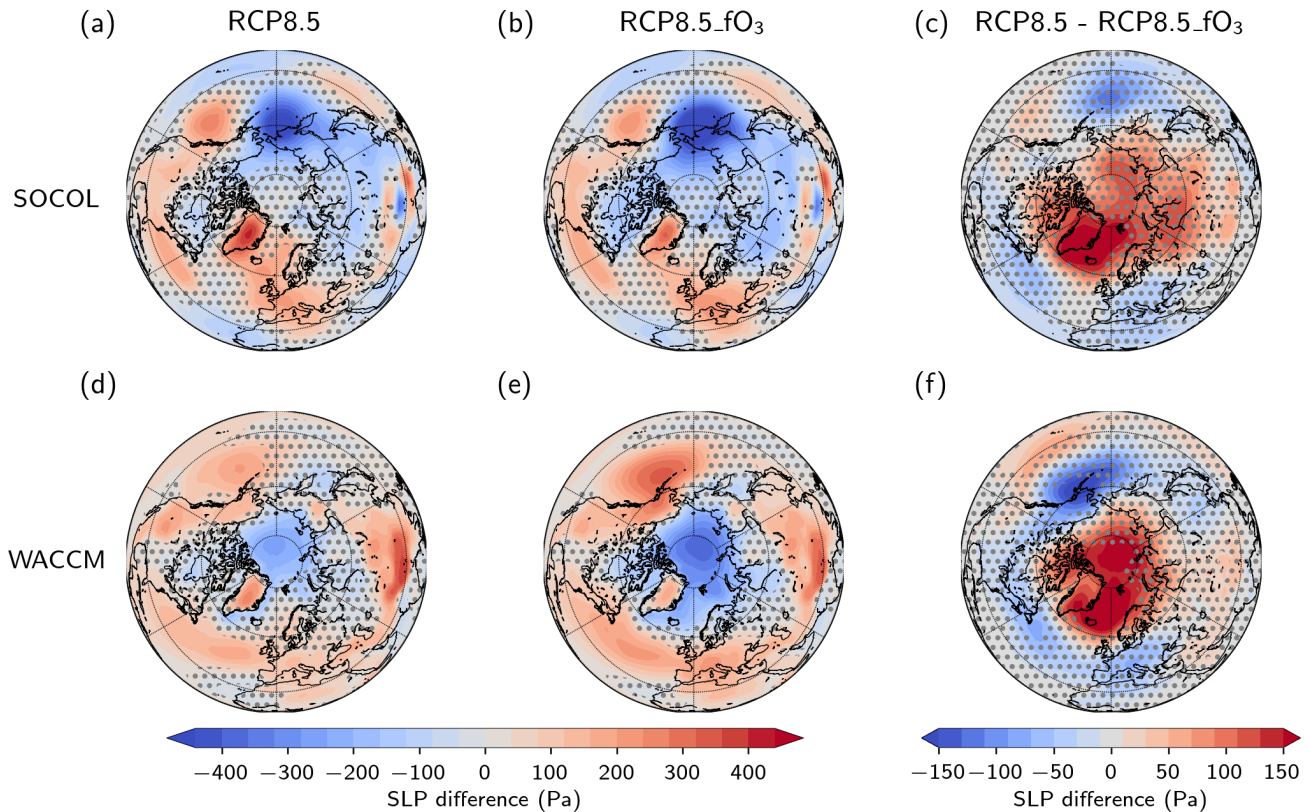 (a) RCP8.5 (b) RCP8.5_fO₃ (c) RCP8.5 - RCP8.5_fO₃
SOCOL
(d) (e) (f)
WACCM
−400 −300 −200 −100 0 100 200 300 400
SLP difference (Pa)
−150 −100 −50 0 50 100 150
SLP difference (Pa)